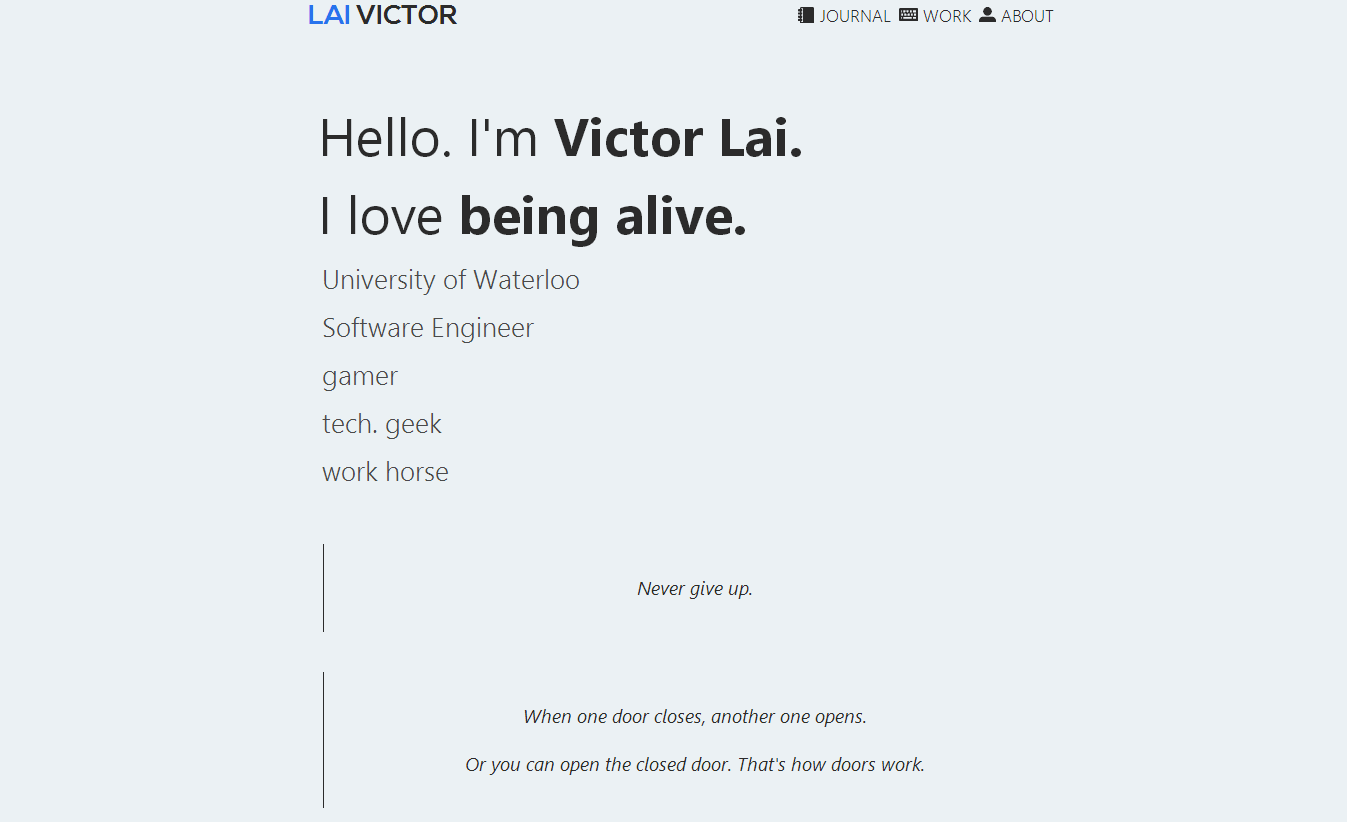 LAI VICTOR
JOURNAL WORK ABOUT
Hello. I'm Victor Lai.
I love being alive.
University of Waterloo
Software Engineer
gamer
tech. geek
work horse
Never give up.
When one door closes, another one opens.
Or you can open the closed door. That's how doors work.